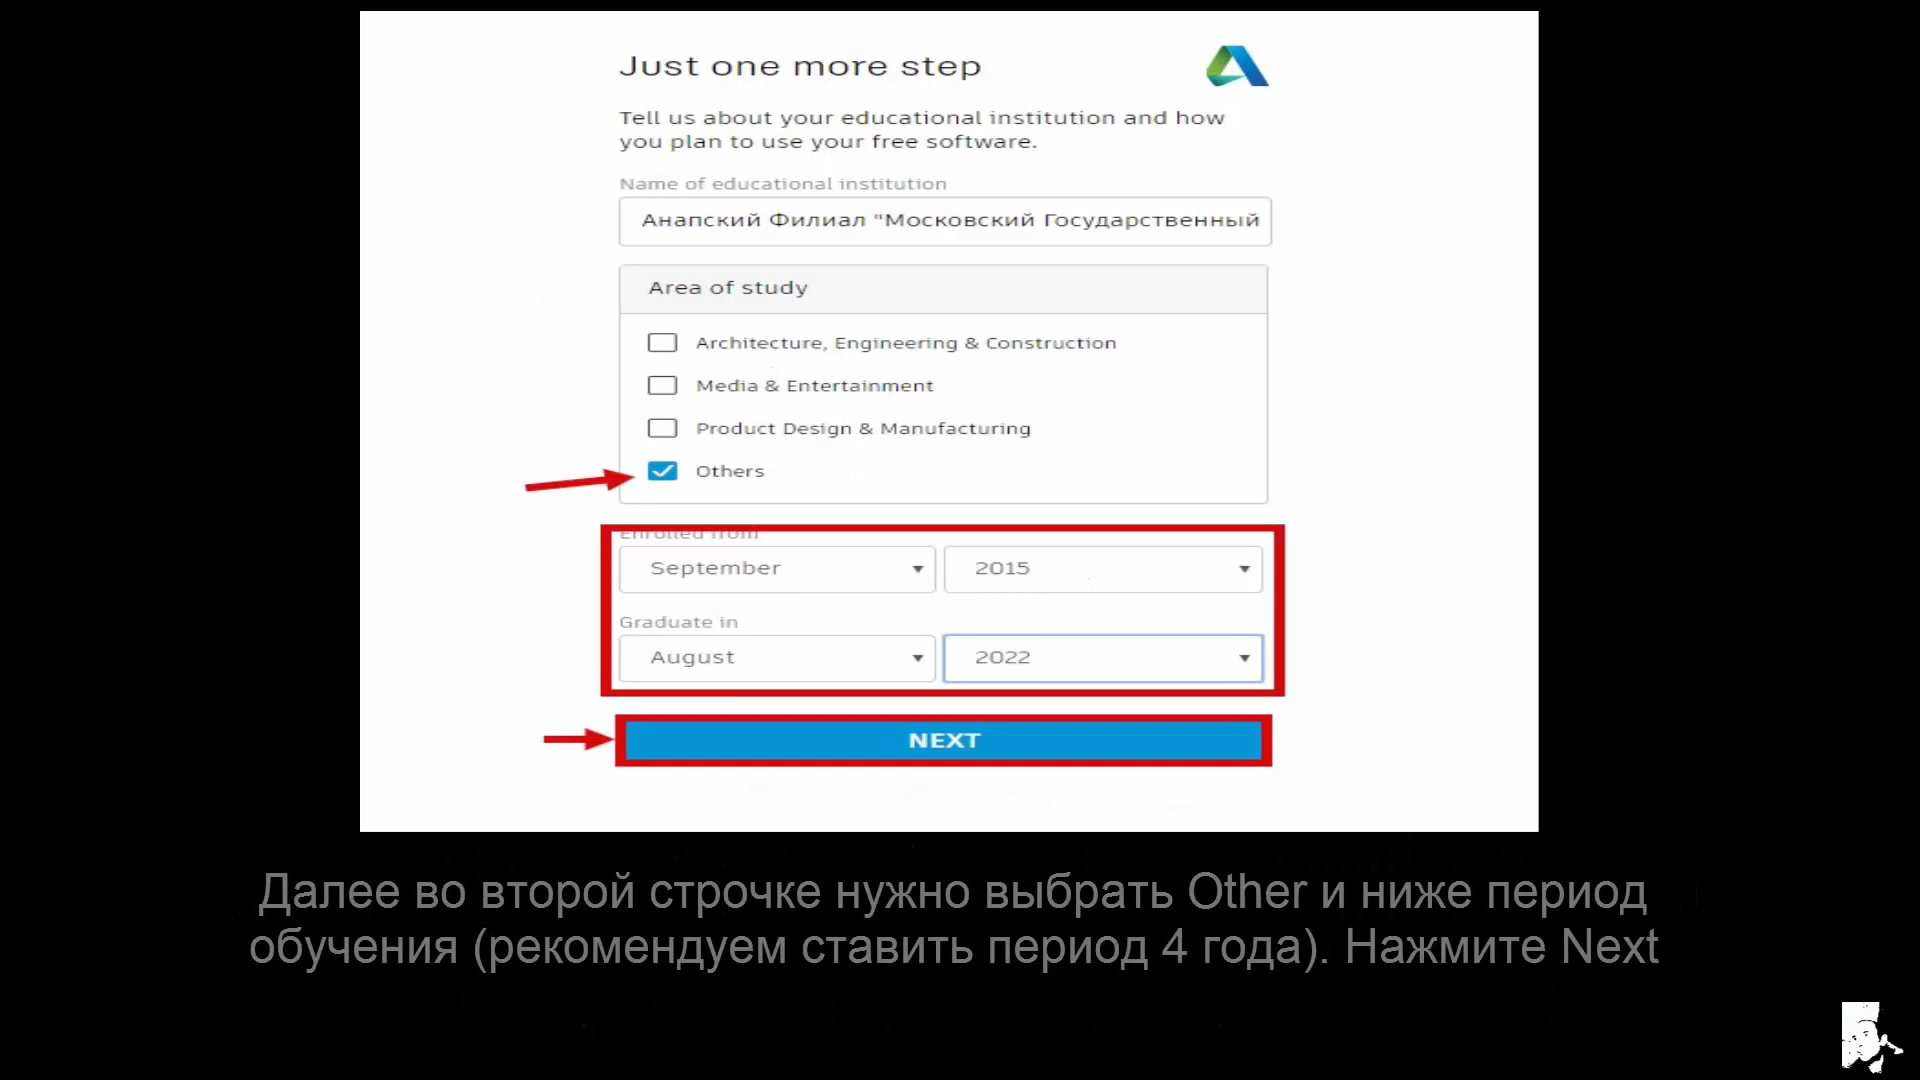 Just one more step
Tell us about your educational institution and how
you plan to use your free software.
Name of educational institution
Анапский Филиал "Московский Государственный
Area of study
Architecture, Engineering & Construction
Media & Entertainment
Product Design & Manufacturing
Others
Enrolled from
September 2015
Graduate in
August 2022
NEXT
Далее во второй строчке нужно выбрать Other и ниже период
обучения (рекомендуем ставить период 4 года). Нажмите Next